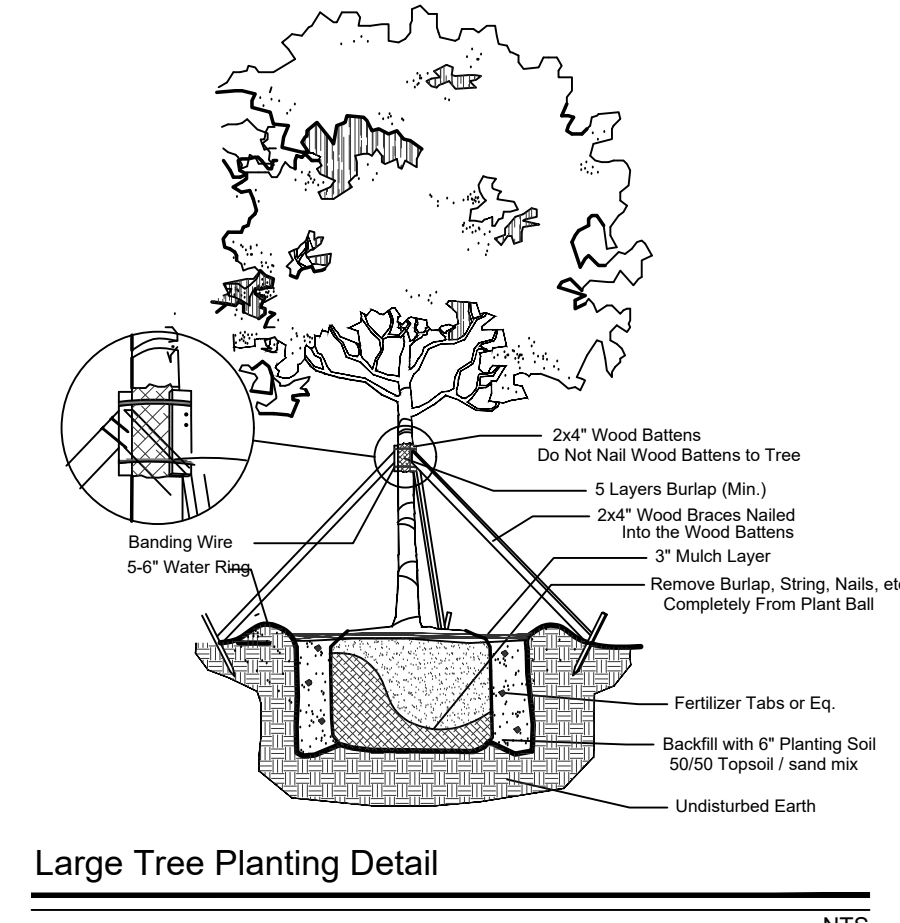 2x4" Wood Battens
Do Not Nail Wood Battens to Tree
5 Layers Burlap (Min.)
2x4" Wood Braces Nailed
Into the Wood Battens
Banding Wire
3" Mulch Layer
5-6" Water Ring
Remove Burlap, String, Nails, etc
Completely From Plant Ball
Fertilizer Tabs or Eq.
Backfill with 6" Planting Soil
50/50 Topsoil / sand mix
Undisturbed Earth
Large Tree Planting Detail
NTS